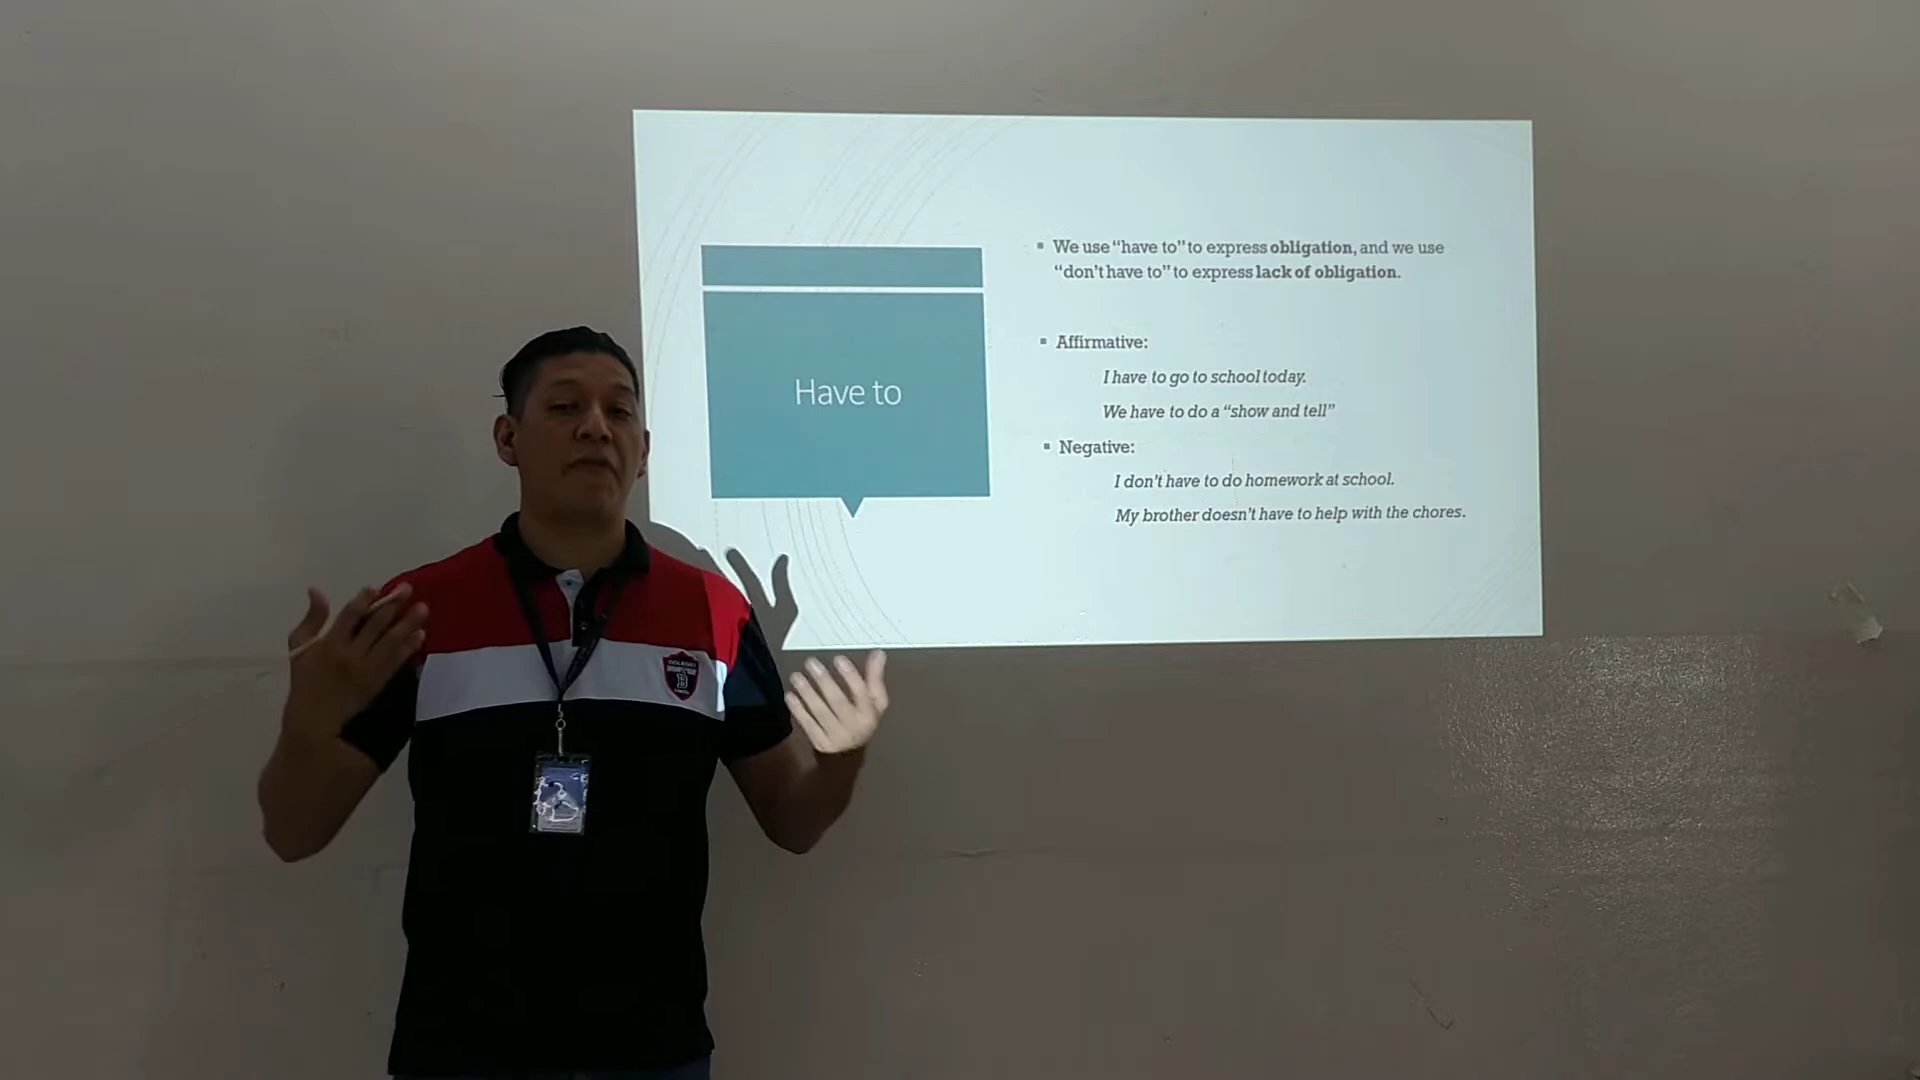 Have to
We use “have to” to express obligation, and we use
“don’t have to” to express lack of obligation.
Affirmative:
I have to go to school today.
We have to do a “show and tell”
Negative:
I don’t have to do homework at school.
My brother doesn’t have to help with the chores.
COLEGIO
B